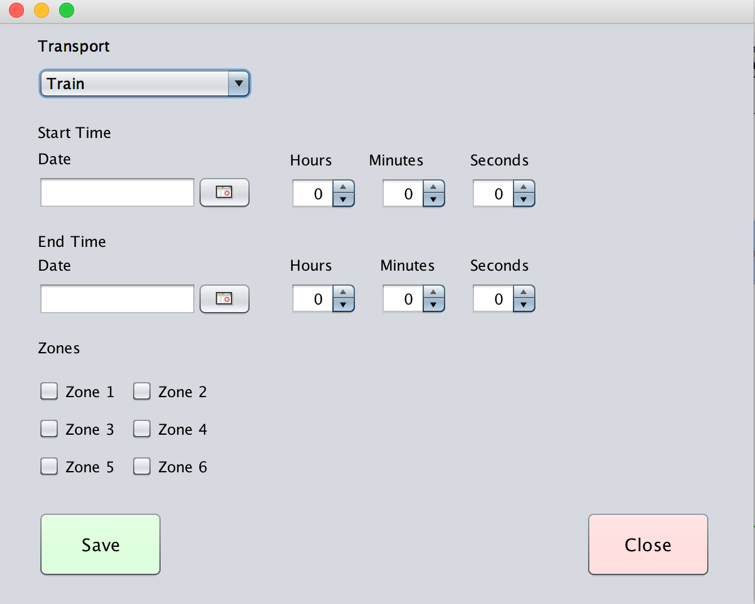 Transport
Train
Start Time
Date Hours Minutes Seconds
0 0 0
End Time
Date Hours Minutes Seconds
0 0 0
Zones
Zone 1 Zone 2
Zone 3 Zone 4
Zone 5 Zone 6
Save Close